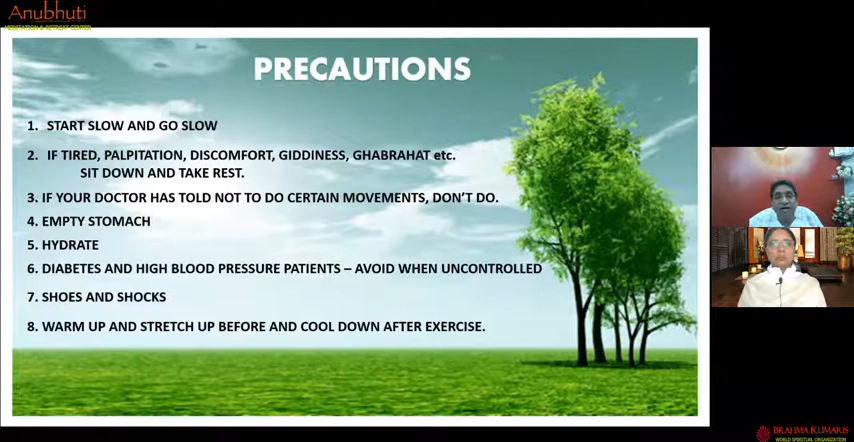 Anubhuti
MEDITATION & RETREAT CENTER
PRECAUTIONS
1. START SLOW AND GO SLOW
2. IF TIRED, PALPITATION, DISCOMFORT, GIDDINESS, GHABRAHAT etc.
SIT DOWN AND TAKE REST.
3. IF YOUR DOCTOR HAS TOLD NOT TO DO CERTAIN MOVEMENTS, DON'T DO.
4. EMPTY STOMACH
5. HYDRATE
6. DIABETES AND HIGH BLOOD PRESSURE PATIENTS – AVOID WHEN UNCONTROLLED
7. SHOES AND SHOCKS
8. WARM UP AND STRETCH UP BEFORE AND COOL DOWN AFTER EXERCISE.
BRAHMA KUMARIS
WORLD SPIRITUAL ORGANIZATION